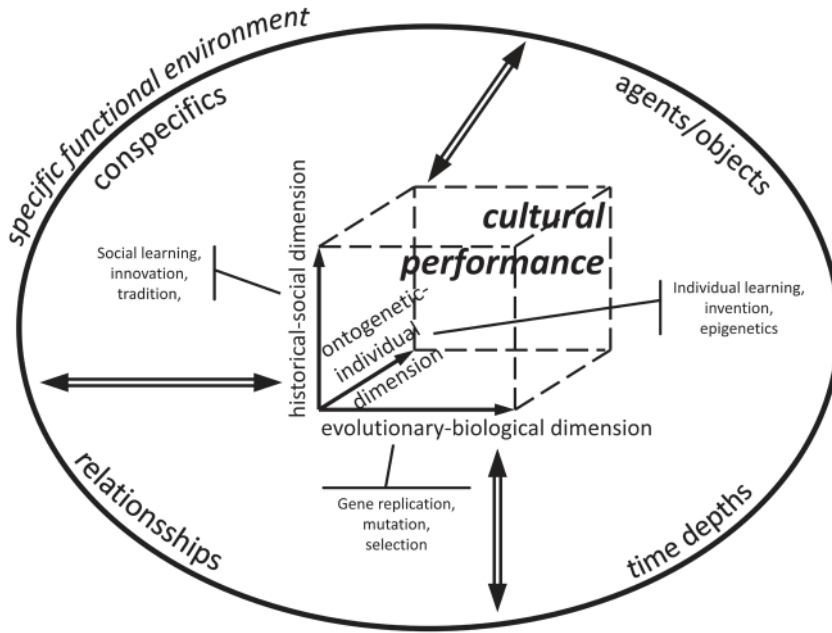 specific functional environment
conspecifics
agents/objects
cultural
performance
historical-social dimension
Social learning,
innovation,
tradition,
ontogenetic-
individual
dimension
Individual learning,
invention,
epigenetics
evolutionary-biological dimension
Gene replication,
mutation,
selection
relationsships
time depths